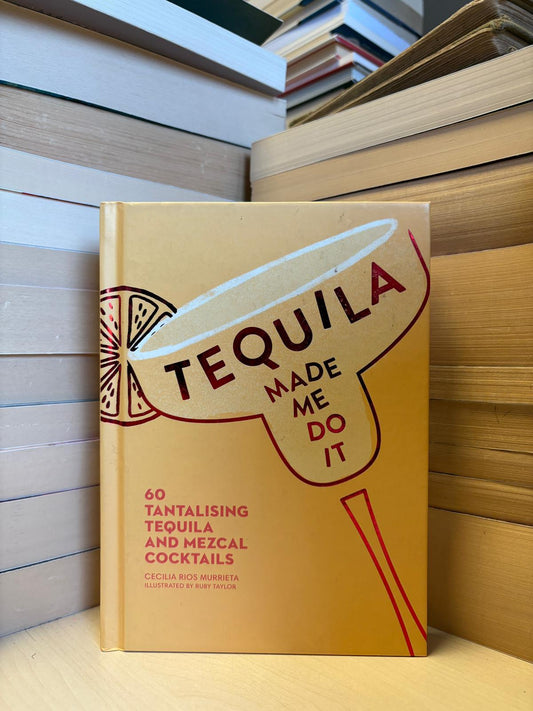 TEQUILA
MADE
ME
DO
IT
60
TANTALISING
TEQUILA
AND MEZCAL
COCKTAILS
CECILIA RIOS MURRIETA
ILLUSTRATED BY RUBY TAYLOR